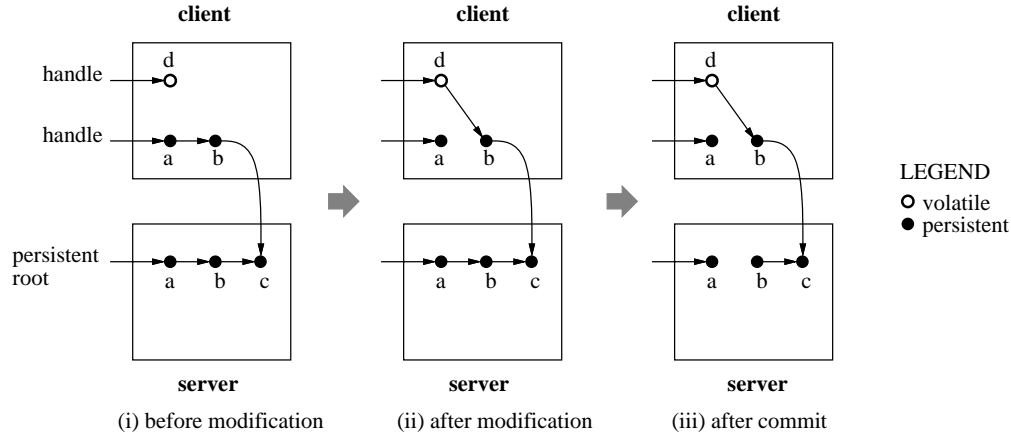 client
d
handle
handle
a b
persistent
root
a b c
server
(i) before modification
client
d
a b
a b c
server
(ii) after modification
client
d
a b
a b c
server
(iii) after commit
LEGEND
volatile
persistent